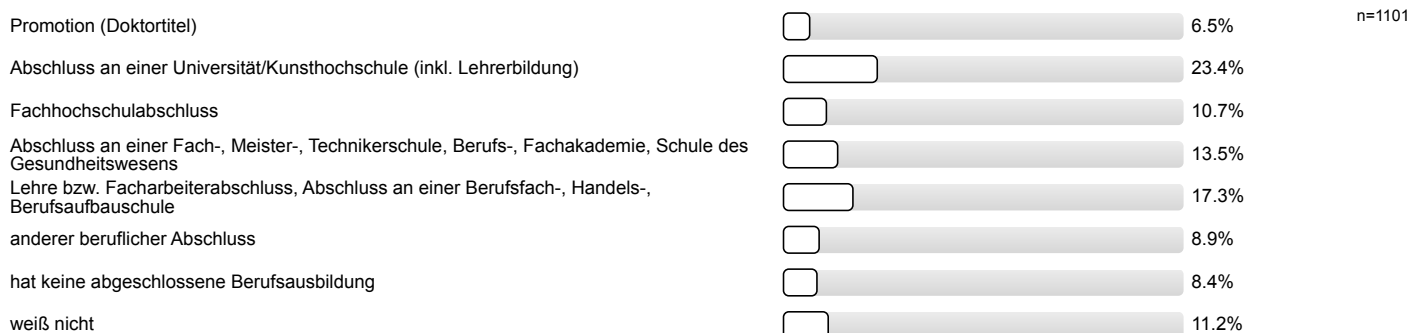 Promotion (Doktortitel) 6.5% n=1101
Abschluss an einer Universität/Kunsthochschule (inkl. Lehrerbildung) 23.4%
Fachhochschulabschluss 10.7%
Abschluss an einer Fach-, Meister-, Technikerschule, Berufs-, Fachakademie, Schule des
Gesundheitswesens 13.5%
Lehre bzw. Facharbeiterabschluss, Abschluss an einer Berufsfach-, Handels-,
Berufsaufbauschule 17.3%
anderer beruflicher Abschluss 8.9%
hat keine abgeschlossene Berufsausbildung 8.4%
weiß nicht 11.2%